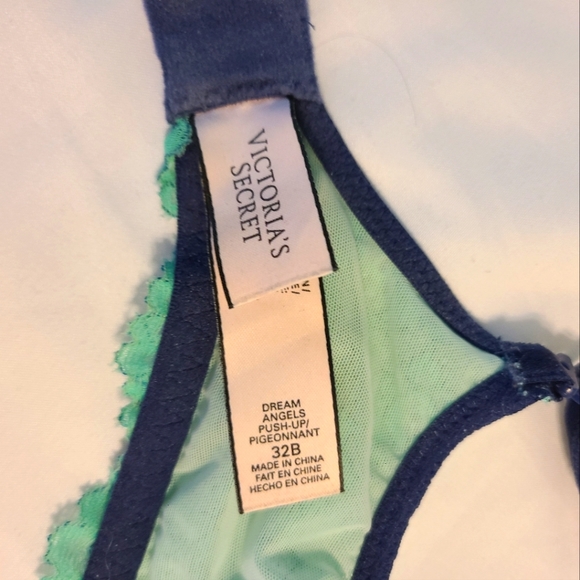 VICTORIA'S
SECRET
DREAM
ANGELS
PUSH-UP/
PIGEONNANT
32B
MADE IN CHINA
FAIT EN CHINE
HECHO EN CHINA